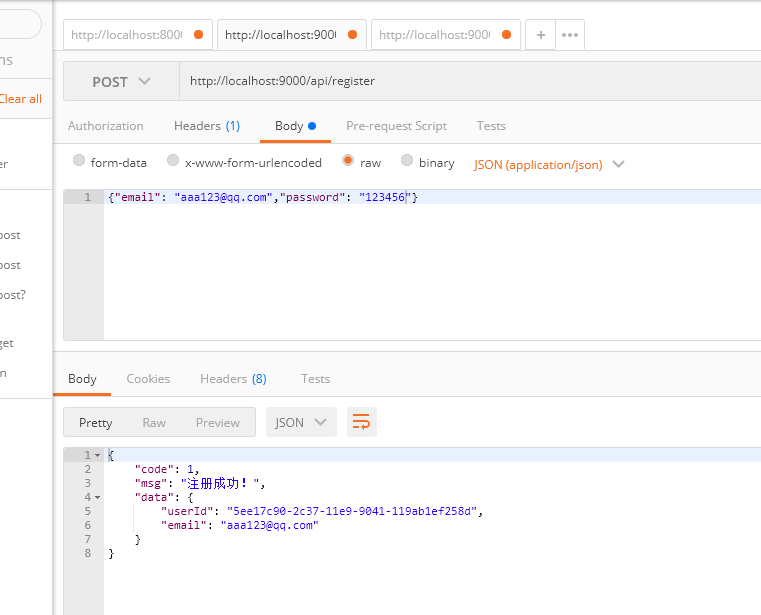 http://localhost:800
http://localhost:900
http://localhost:900
+
•••
ns
POST
http://localhost:9000/api/register
Clear all
Authorization
Headers (1)
Body
Pre-request Script
Tests
er
form-data
x-www-form-urlencoded
raw
binary
JSON (application/json)
1 {"email": "aaa123@qq.com","password": "123456"}
post
post
post?
get
n
Body
Cookies
Headers (8)
Tests
Pretty
Raw
Preview
JSON
1 {
2 "code": 1,
3 "msg": "注册成功！",
4 "data": {
5 "userId": "5ee17c90-2c37-11e9-9041-119ab1ef258d",
6 "email": "aaa123@qq.com"
7 }
8 }